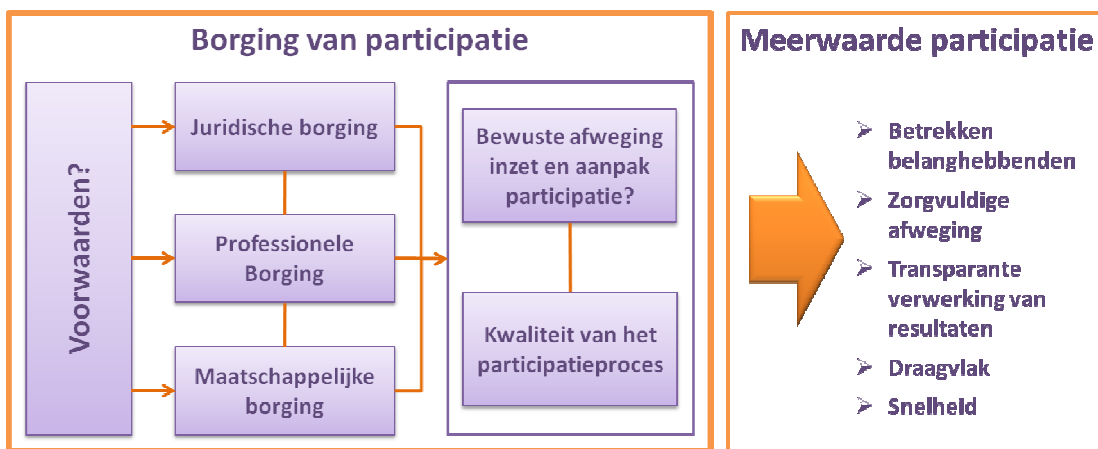 Borging van participatie
Voorwaarden?
Juridische borging
Professionele
Borging
Maatschappelijke
borging
Bewuste afweging
inzet en aanpak
participatie?
Kwaliteit van het
participatieproces
Meerwaarde participatie
➢ Betrekken
belanghebbenden
➢ Zorgvuldige
afweging
➢ Transparante
verwerking van
resultaten
➢ Draagvlak
➢ Snelheid